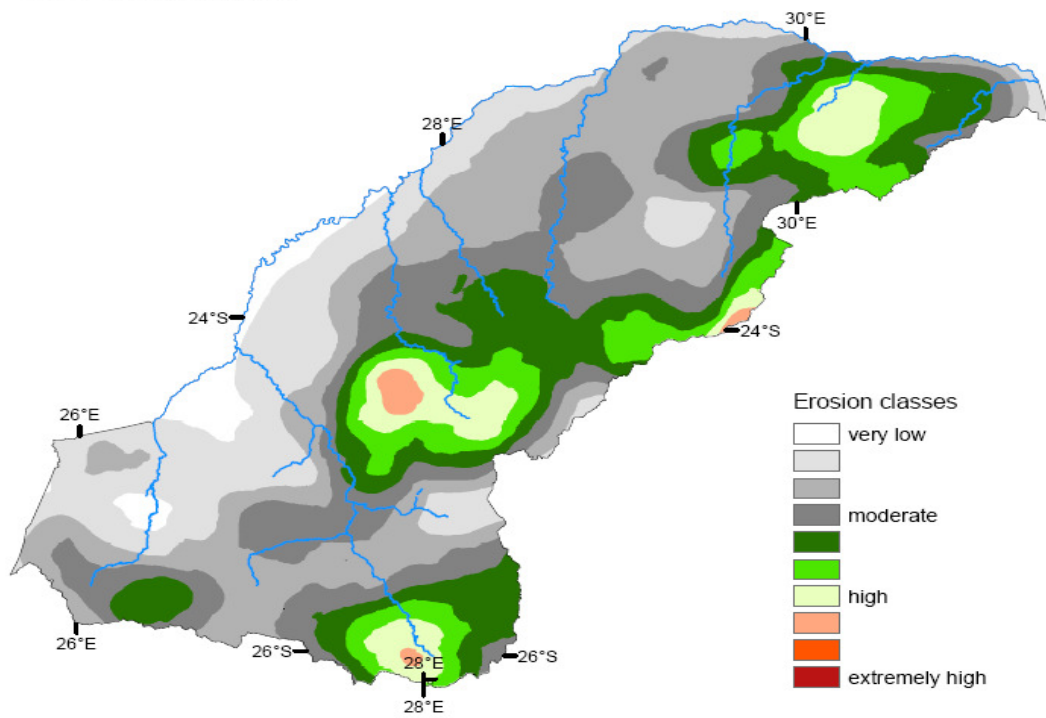 30°E
28°E
30°E
24°S
24°S
26°E
Erosion classes
very low
moderate
high
extremely high
26°E
26°S
28°E
26°S
28°E